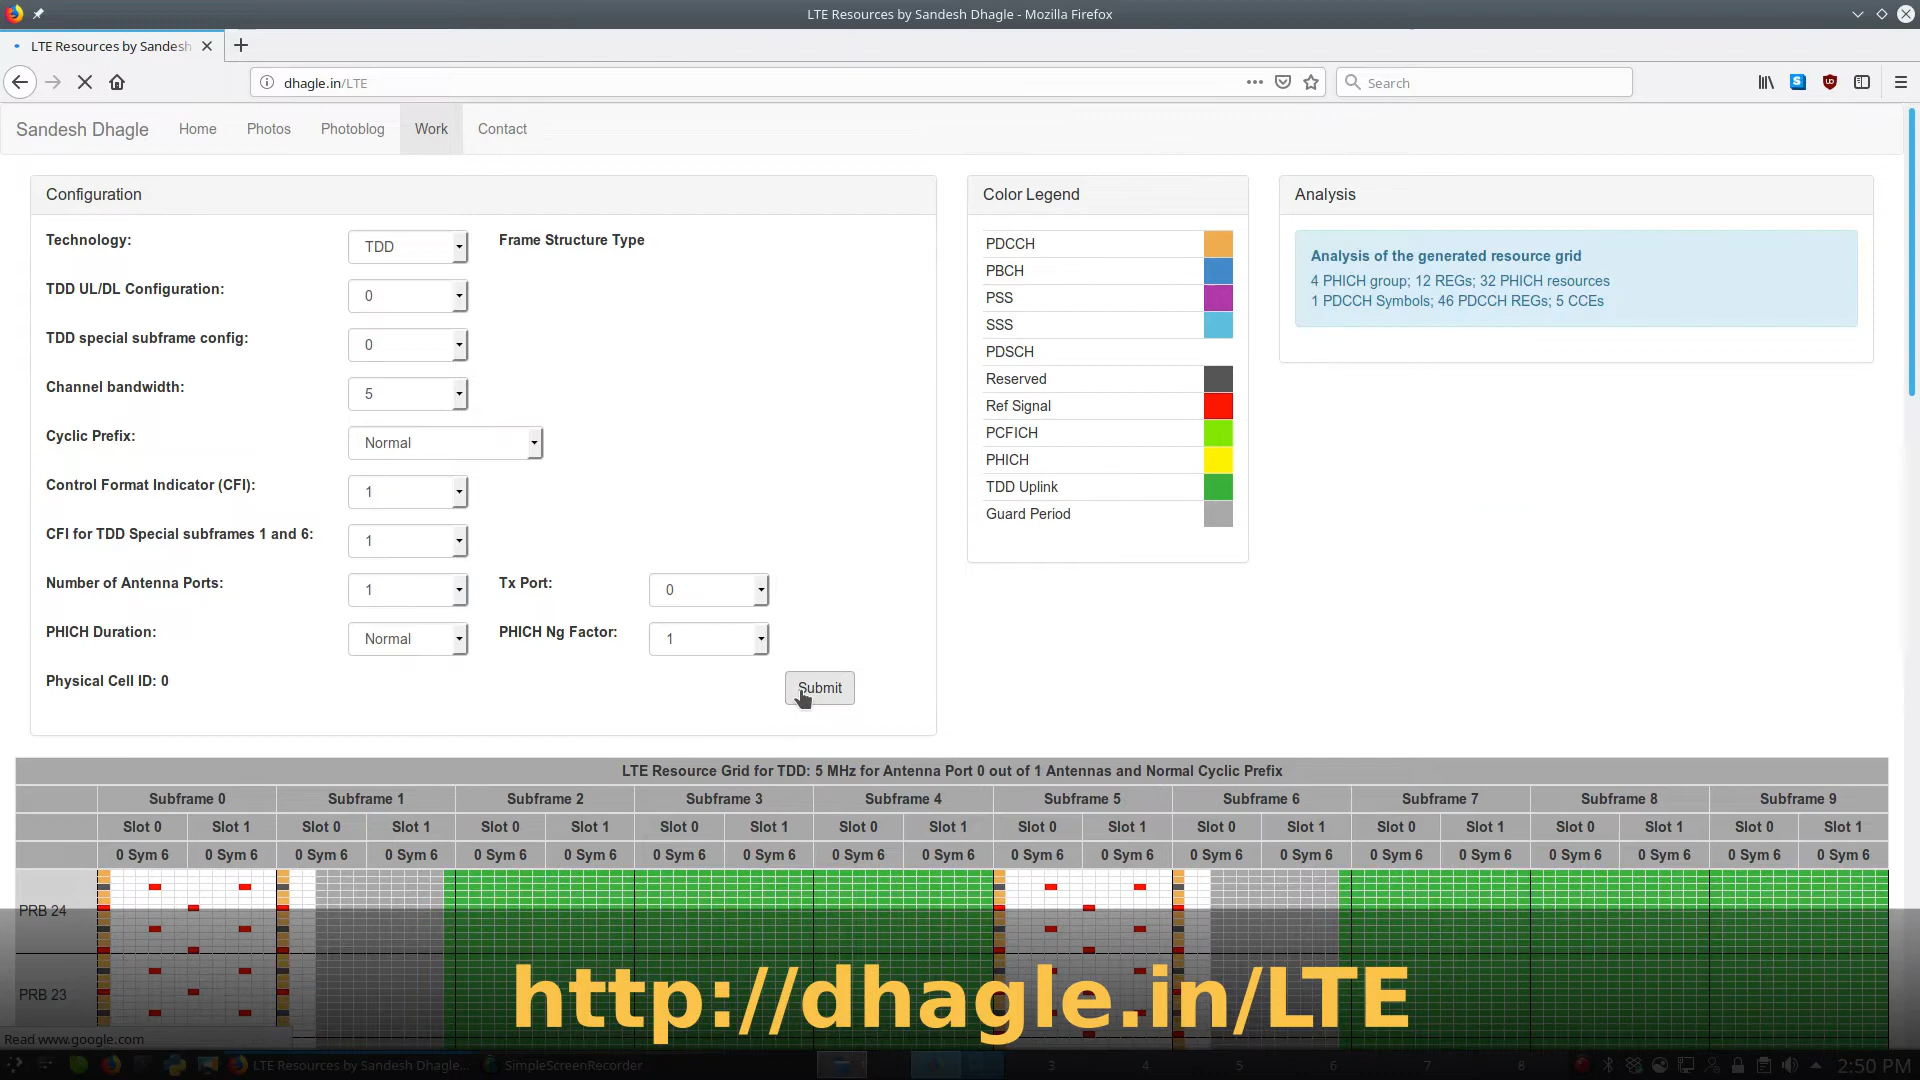 LTE Resources by Sandesh Dhagle - Mozilla Firefox
LTE Resources by Sandesh
dhagle.in/LTE
Search
Sandesh Dhagle Home Photos Photoblog Work Contact
Configuration
Technology: TDD Frame Structure Type
TDD UL/DL Configuration: 0
TDD special subframe config: 0
Channel bandwidth: 5
Cyclic Prefix: Normal
Control Format Indicator (CFI): 1
CFI for TDD Special subframes 1 and 6: 1
Number of Antenna Ports: 1 Tx Port: 0
PHICH Duration: Normal PHICH Ng Factor: 1
Physical Cell ID: 0 Submit
Color Legend
PDCCH
PBCH
PSS
SSS
PDSCH
Reserved
Ref Signal
PCFICH
PHICH
TDD Uplink
Guard Period
Analysis
Analysis of the generated resource grid
4 PHICH group; 12 REGs; 32 PHICH resources
1 PDCCH Symbols; 46 PDCCH REGs; 5 CCEs
LTE Resource Grid for TDD: 5 MHz for Antenna Port 0 out of 1 Antennas and Normal Cyclic Prefix
Subframe 0 Subframe 1 Subframe 2 Subframe 3 Subframe 4 Subframe 5 Subframe 6 Subframe 7 Subframe 8 Subframe 9
Slot 0 Slot 1 Slot 0 Slot 1 Slot 0 Slot 1 Slot 0 Slot 1 Slot 0 Slot 1 Slot 0 Slot 1 Slot 0 Slot 1 Slot 0 Slot 1 Slot 0 Slot 1 Slot 0 Slot 1
0 Sym 6 0 Sym 6 0 Sym 6 0 Sym 6 0 Sym 6 0 Sym 6 0 Sym 6 0 Sym 6 0 Sym 6 0 Sym 6 0 Sym 6 0 Sym 6 0 Sym 6 0 Sym 6 0 Sym 6 0 Sym 6 0 Sym 6 0 Sym 6 0 Sym 6 0 Sym 6
PRB 24
PRB 23
http://dhagle.in/LTE
Read www.google.com
LTE Resources by Sandesh Dhagle... SimpleScreenRecorder 3 4 5 6 7 8 2:50 PM